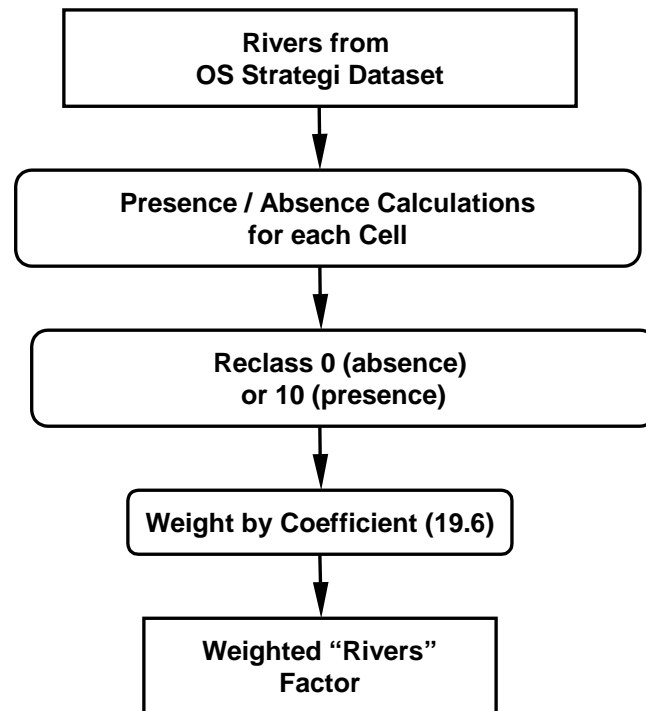 Rivers from
OS Strategi Dataset
Presence / Absence Calculations
for each Cell
Reclass 0 (absence)
or 10 (presence)
Weight by Coefficient (19.6)
Weighted “Rivers”
Factor